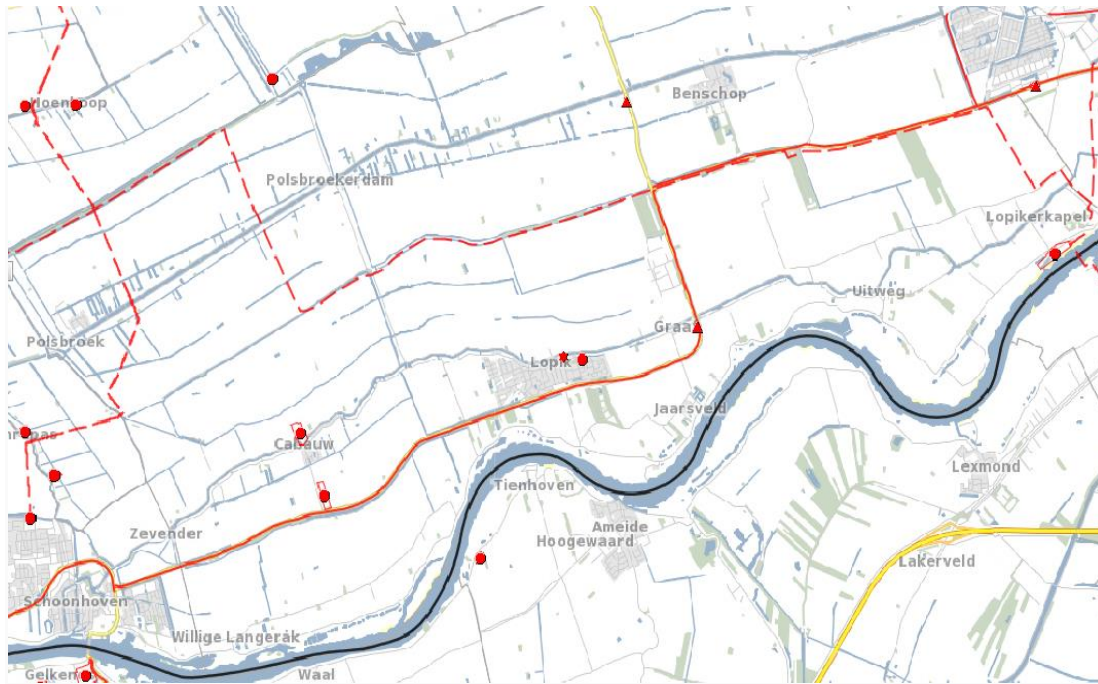 Benschop
Polsbroekerdam
Lopikerkapel
Uitweg
Graaf
Polsbroek
Lopik
Jaarsveld
Cabauw
Lexmond
Tienhoven
Zevender
Ameide
Hoogewaard
Lakerveld
Schoonhoven
Willige Langerak
Waal